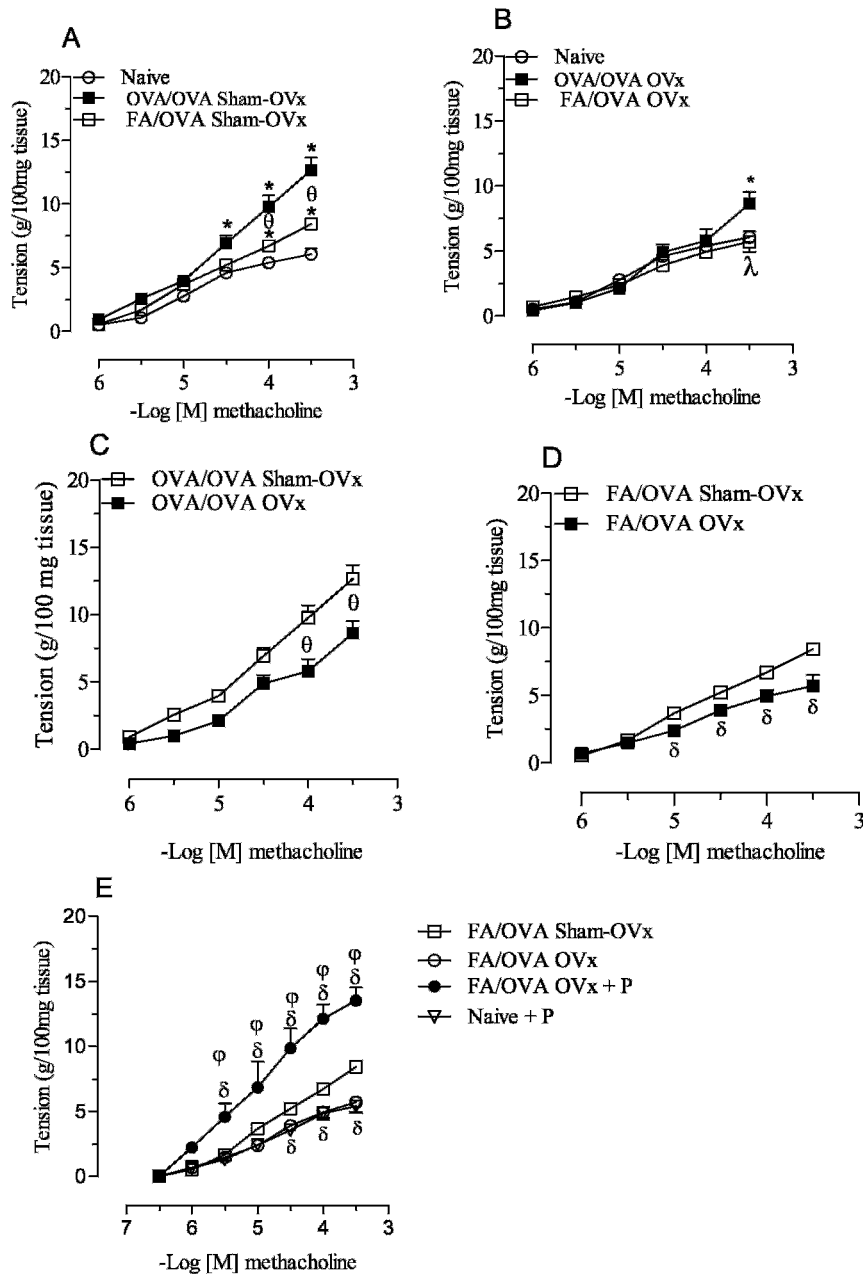 A
Naive
OVA/OVA Sham-OVx
FA/OVA Sham-OVx
Tension (g/100mg tissue)
20
15
10
5
0
* * * θ * θ *
6 5 4 3
-Log [M] methacholine
B
Naive
OVA/OVA OVx
FA/OVA OVx
Tension (g/100mg tissue)
20
15
10
5
0
*
λ
6 5 4 3
-Log [M] methacholine
C
OVA/OVA Sham-OVx
OVA/OVA OVx
Tension (g/100 mg tissue)
20
15
10
5
0
θ θ
6 5 4 3
-Log [M] methacholine
D
FA/OVA Sham-OVx
FA/OVA OVx
Tension (g/100mg tissue)
20
15
10
5
0
δ δ δ δ
6 5 4 3
-Log [M] methacholine
E
FA/OVA Sham-OVx
FA/OVA OVx
FA/OVA OVx + P
Naive + P
Tension (g/100mg tissue)
20
15
10
5
0
φ φ φ φ φ
δ δ δ δ δ
δ δ δ
7 6 5 4 3
-Log [M] methacholine